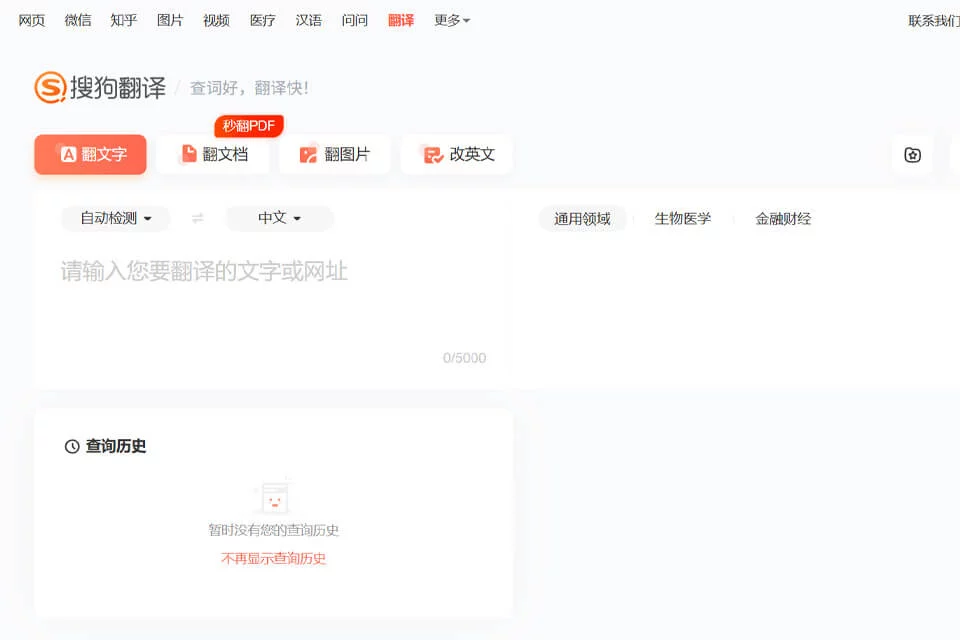 网页 微信 知乎 图片 视频 医疗 汉语 问问 翻译 更多 联系我们
搜狗翻译 / 查词好，翻译快！
秒翻PDF
翻文字 翻文档 翻图片 改英文
自动检测 中文 通用领域 生物医学 金融财经
请输入您要翻译的文字或网址
0/5000
查询历史
暂时没有您的查询历史
不再显示查询历史